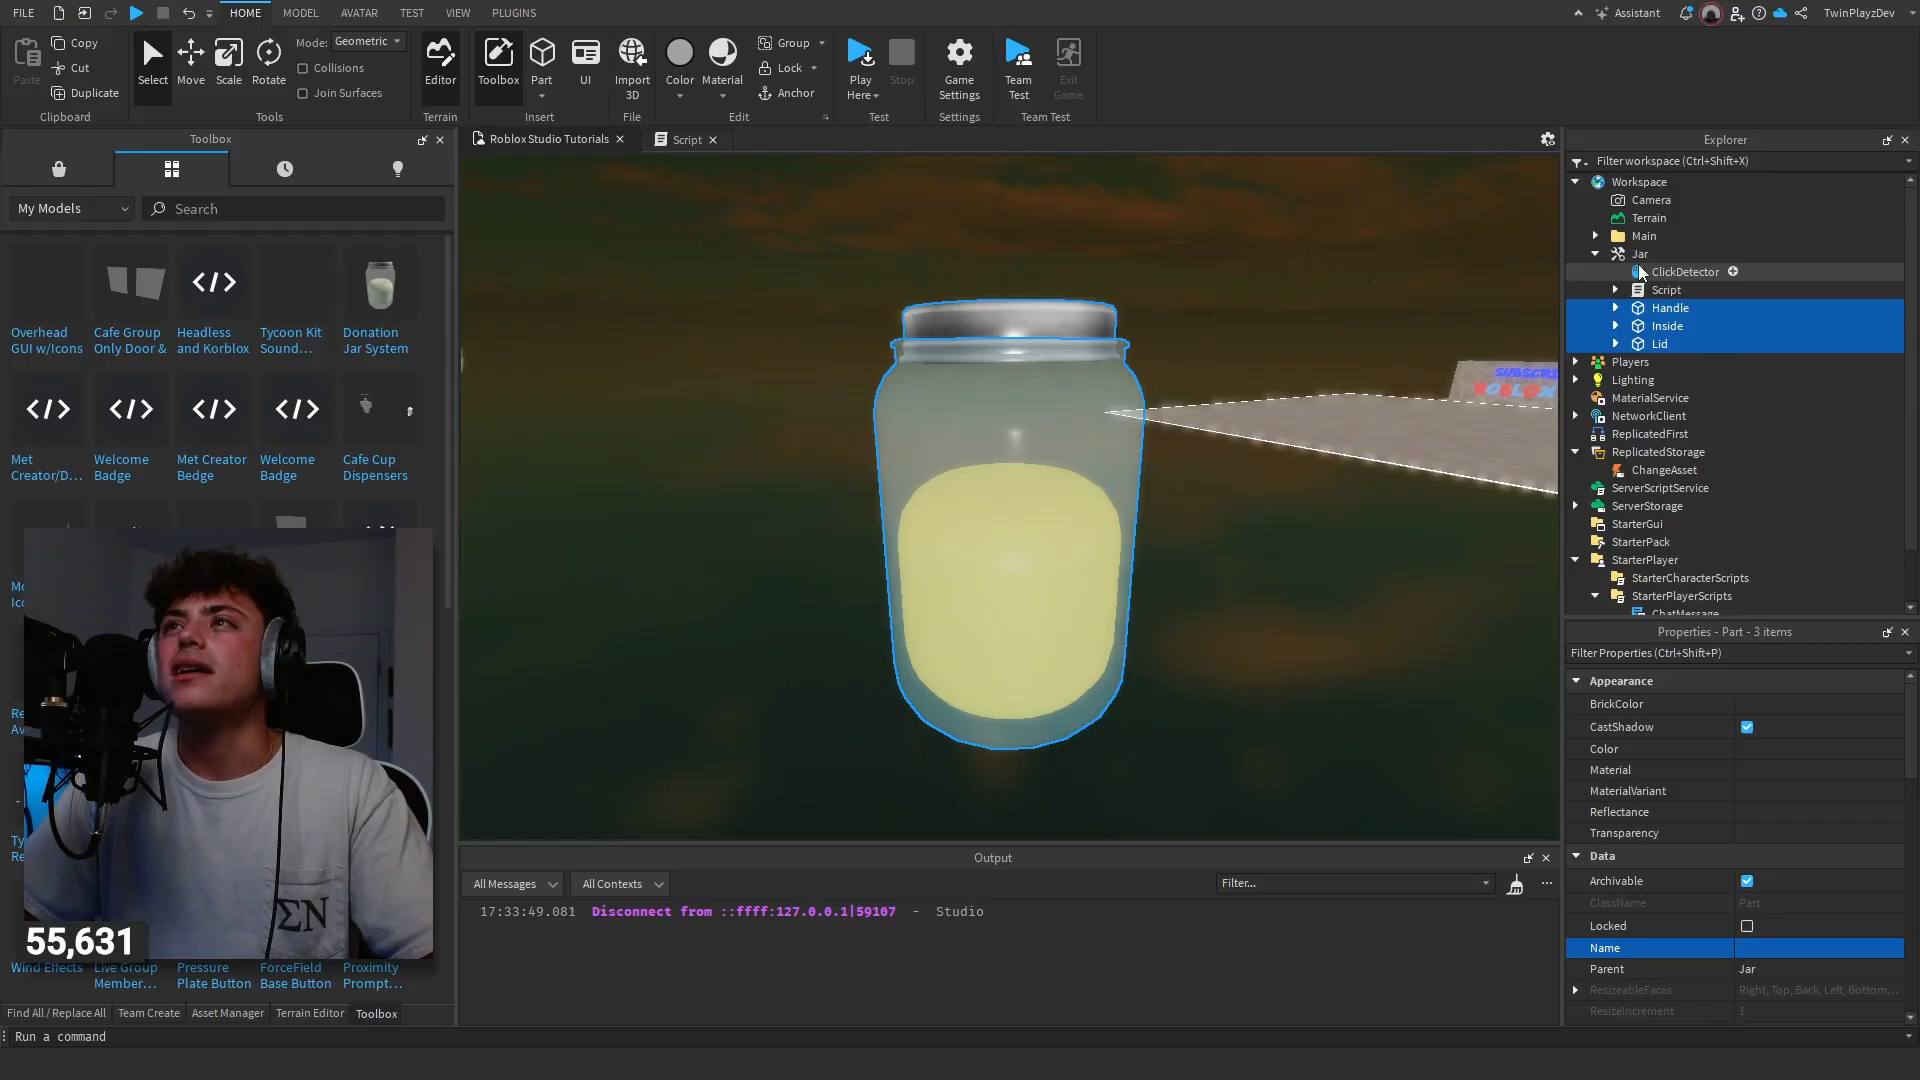 FILE HOME MODEL AVATAR TEST VIEW PLUGINS Assistant TwinPlayzDev
Paste Copy Cut Duplicate Clipboard
Select Move Scale Rotate Mode: Geometric Collisions Join Surfaces Tools
Editor Terrain
Toolbox Part UI Insert
Import 3D File
Color Material Group Lock Anchor Edit
Play Here Stop Test
Game Settings Settings
Team Test Exit Game Team Test
Toolbox
My Models Search
Overhead GUI w/Icons
Cafe Group Only Door &
Headless and Korblox
Tycoon Kit Sound...
Donation Jar System
Met Creator/D...
Welcome Badge
Met Creator Bedge
Welcome Badge
Cafe Cup Dispensers
ΣN
55,631
Wind Effects
Live Group Member...
Pressure Plate Button
ForceField Base Button
Proximity Prompt...
Find All / Replace All Team Create Asset Manager Terrain Editor Toolbox
Run a command
Roblox Studio Tutorials Script
SUBSCRI
ROBLOX
Output
All Messages All Contexts Filter...
17:33:49.081 Disconnect from ::ffff:127.0.0.1|59107 - Studio
Explorer
Filter workspace (Ctrl+Shift+X)
Workspace
Camera
Terrain
Main
Jar
ClickDetector
Script
Handle
Inside
Lid
Players
Lighting
MaterialService
NetworkClient
ReplicatedFirst
ReplicatedStorage
ChangeAsset
ServerScriptService
ServerStorage
StarterGui
StarterPack
StarterPlayer
StarterCharacterScripts
StarterPlayerScripts
ChatMessage
Properties - Part - 3 items
Filter Properties (Ctrl+Shift+P)
Appearance
BrickColor
CastShadow
Color
Material
MaterialVariant
Reflectance
Transparency
Data
Archivable
ClassName Part
Locked
Name
Parent Jar
ResizeableFaces Right, Top, Back, Left, Bottom...
ResizeIncrement 1